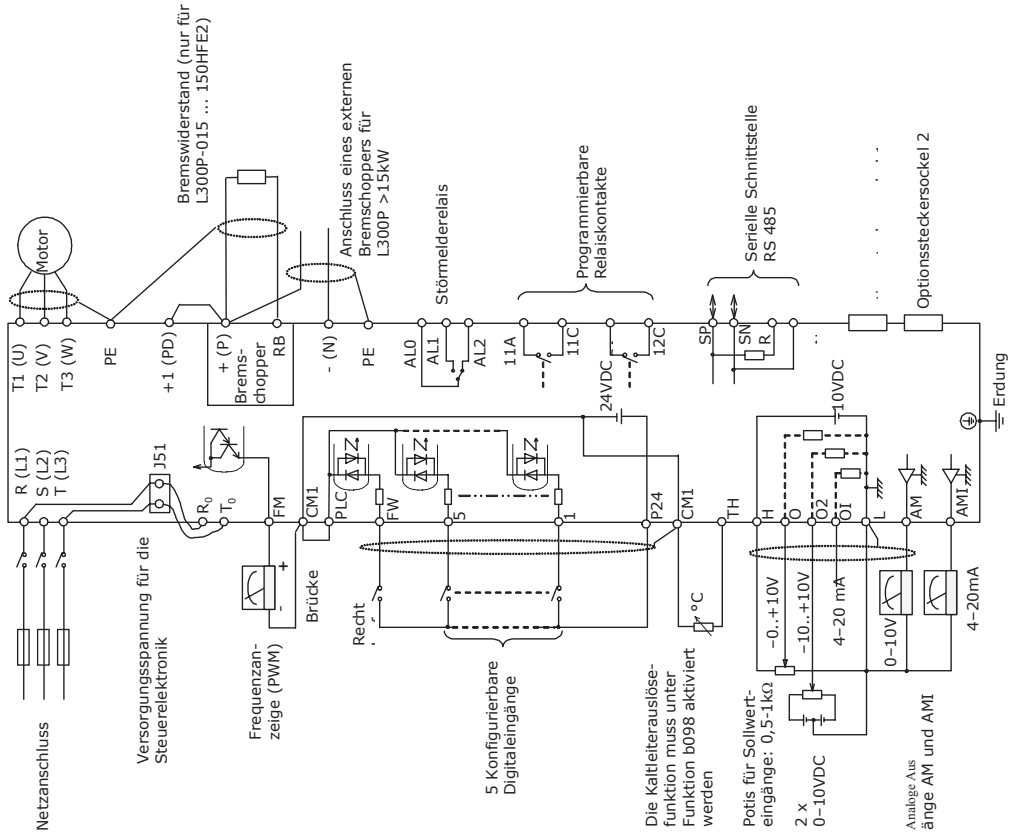 Netzanschluss
R (L1)
S (L2)
T (L3)
J51
R0
T0
Versorgungsspannung für die
Steuerelektronik
Frequenzan-
zeige (PWM)
-
+
FM
CM1
Brücke
PLC
FW
Recht
5
1
5 Konfigurierbare
Digitaleingänge
P24
CM1
TH
°C
24VDC
Die Kaltleiterauslöse-
funktion muss unter
Funktion b098 aktiviert
werden
H
O
O2
OI
L
AM
AMI
10VDC
–0..+10V
–10..+10V
4–20 mA
0–10V
4–20mA
Potis für Sollwert-
eingänge: 0,5-1kΩ
2 x
0–10VDC
Analoge Aus
änge AM und AMI
T1 (U)
T2 (V)
T3 (W)
Motor
PE
+1 (PD)
+ (P)
Brems-
chopper
RB
- (N)
PE
Bremswiderstand (nur für
L300P-015 ... 150HFE2)
Anschluss eines externen
Bremschoppers für
L300P >15kW
AL0
AL1
AL2
Störmelderelais
11A
11C
12C
Programmierbare
Relaiskontakte
SP
SN
R
Serielle Schnittstelle
RS 485
Optionssteckersockel 2
Erdung